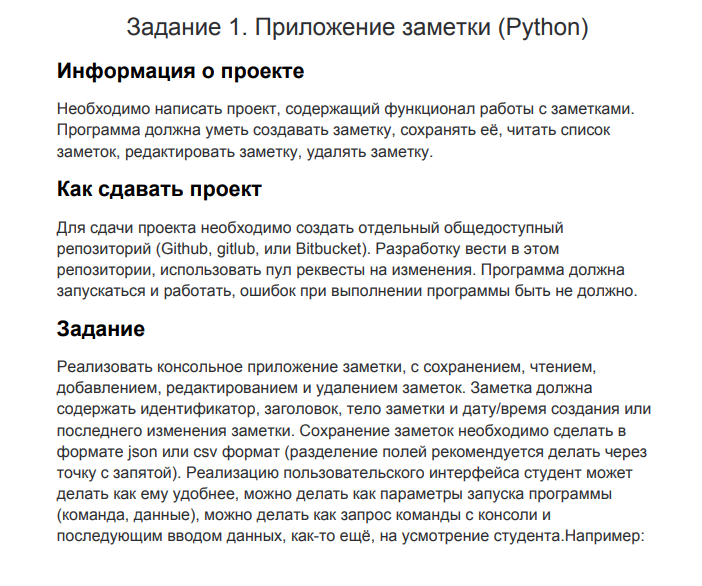 Задание 1. Приложение заметки (Python)
Информация о проекте
Необходимо написать проект, содержащий функционал работы с заметками.
Программа должна уметь создавать заметку, сохранять её, читать список
заметок, редактировать заметку, удалять заметку.
Как сдавать проект
Для сдачи проекта необходимо создать отдельный общедоступный
репозиторий (Github, gitlub, или Bitbucket). Разработку вести в этом
репозитории, использовать пул реквесты на изменения. Программа должна
запускаться и работать, ошибок при выполнении программы быть не должно.
Задание
Реализовать консольное приложение заметки, с сохранением, чтением,
добавлением, редактированием и удалением заметок. Заметка должна
содержать идентификатор, заголовок, тело заметки и дату/время создания или
последнего изменения заметки. Сохранение заметок необходимо сделать в
формате json или csv формат (разделение полей рекомендуется делать через
точку с запятой). Реализацию пользовательского интерфейса студент может
делать как ему удобнее, можно делать как параметры запуска программы
(команда, данные), можно делать как запрос команды с консоли и
последующим вводом данных, как-то ещё, на усмотрение студента.Например: